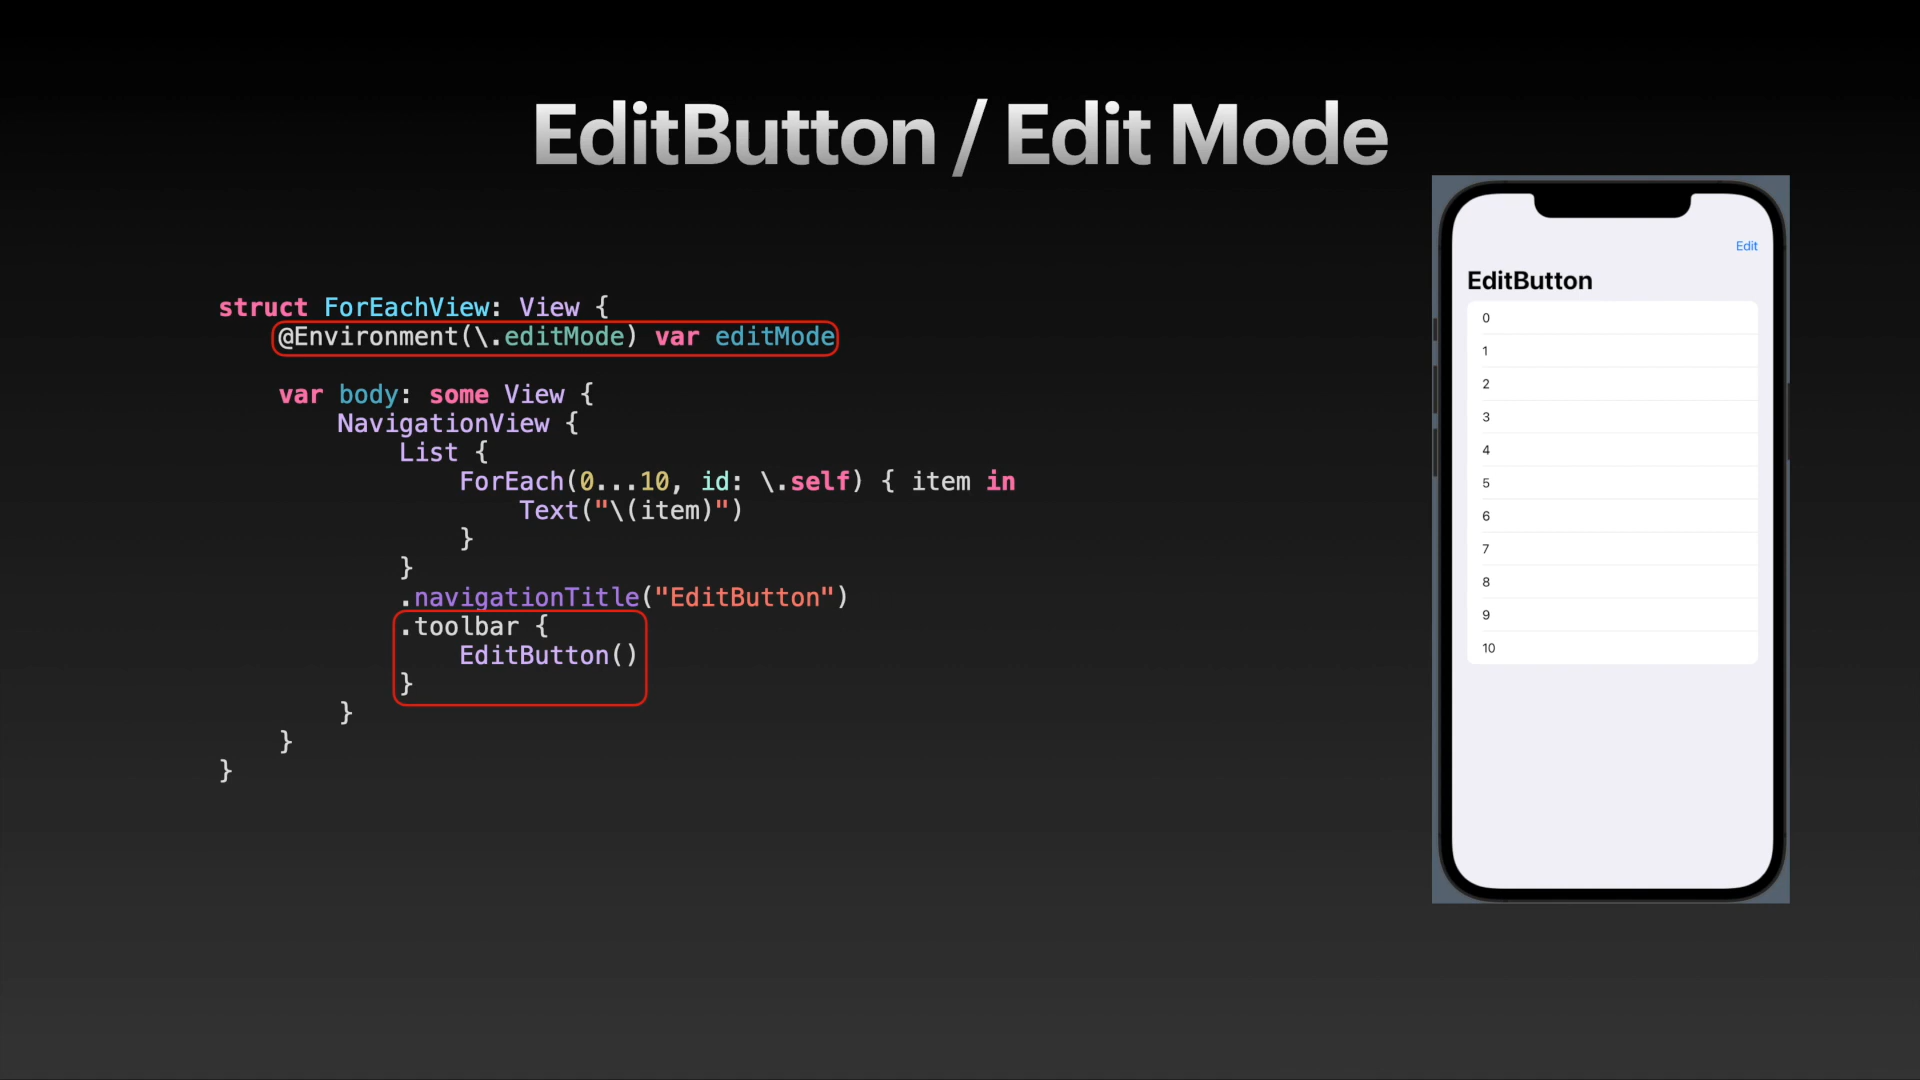 EditButton / Edit Mode
struct ForEachView: View {
@Environment(\.editMode) var editMode
var body: some View {
NavigationView {
List {
ForEach(0...10, id: \.self) { item in
Text("\(item)")
}
}
.navigationTitle("EditButton")
.toolbar {
EditButton()
}
}
}
}
Edit
EditButton
0
1
2
3
4
5
6
7
8
9
10